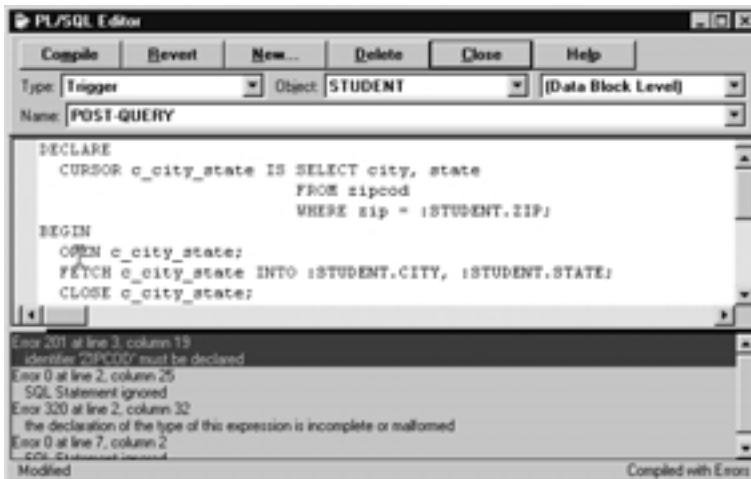 PL/SQL Editor
Compile Revert New... Delete Close Help
Type: Trigger Object: STUDENT (Data Block Level)
Name: POST-QUERY
DECLARE
CURSOR c_city_state IS SELECT city, state
FROM zipcod
WHERE zip = :STUDENT.ZIP;
BEGIN
OPEN c_city_state;
FETCH c_city_state INTO :STUDENT.CITY, :STUDENT.STATE;
CLOSE c_city_state;
Error 201 at line 3, column 19
identifier 'ZIPCOD' must be declared
Error 0 at line 2, column 25
SQL Statement ignored
Error 320 at line 2, column 32
the declaration of the type of this expression is incomplete or malformed
Error 0 at line 7, column 2
SQL Statement ignored
Modified Compiled with Errors